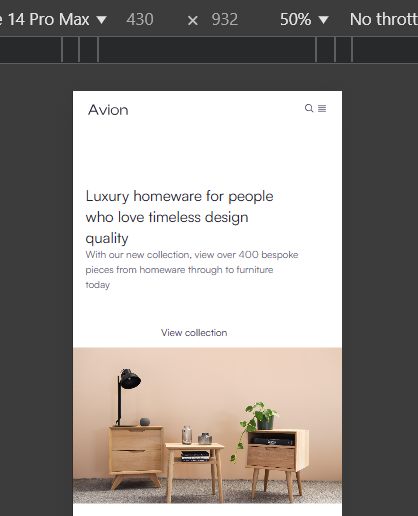 e 14 Pro Max ▼ 430 × 932 50% ▼ No thrott
Avion
Luxury homeware for people
who love timeless design
quality
With our new collection, view over 400 bespoke
pieces from homeware through to furniture
today
View collection